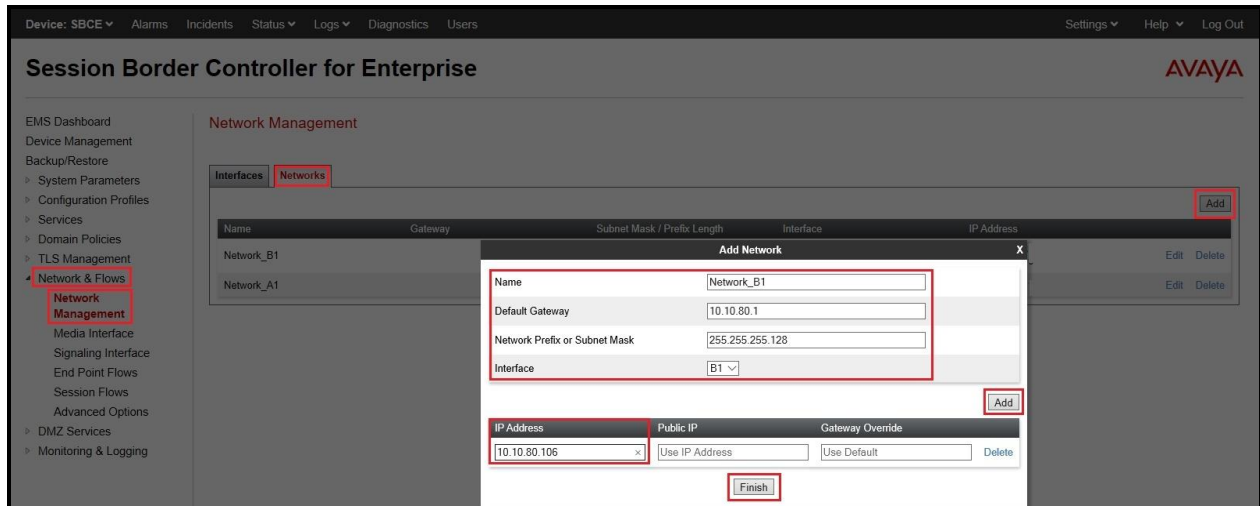 Device: SBCE Alarms Incidents Status Logs Diagnostics Users Settings Help Log Out
Session Border Controller for Enterprise
AVAYA
EMS Dashboard
Device Management
Backup/Restore
System Parameters
Configuration Profiles
Services
Domain Policies
TLS Management
Network & Flows
Network
Management
Media Interface
Signaling Interface
End Point Flows
Session Flows
Advanced Options
DMZ Services
Monitoring & Logging
Network Management
Interfaces Networks
Add
Name Gateway Subnet Mask / Prefix Length Interface IP Address
Network_B1 Edit Delete
Network_A1 Edit Delete
Add Network X
Name Network_B1
Default Gateway 10.10.80.1
Network Prefix or Subnet Mask 255.255.255.128
Interface B1
Add
IP Address Public IP Gateway Override
10.10.80.106 × Use IP Address Use Default Delete
Finish